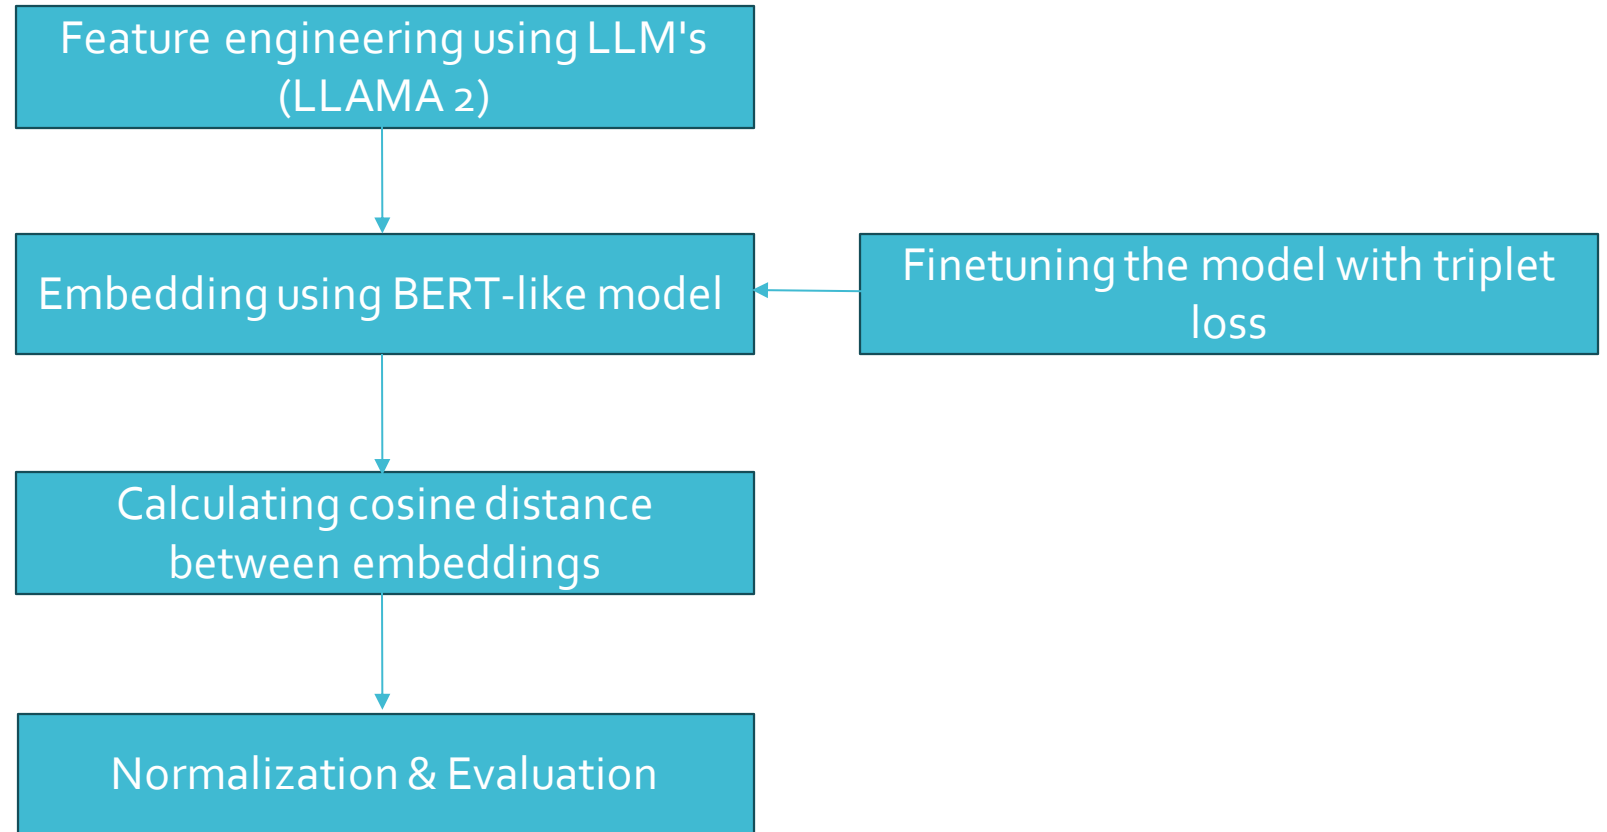 Feature engineering using LLM's
(LLAMA 2)
Embedding using BERT-like model
Finetuning the model with triplet
loss
Calculating cosine distance
between embeddings
Normalization & Evaluation